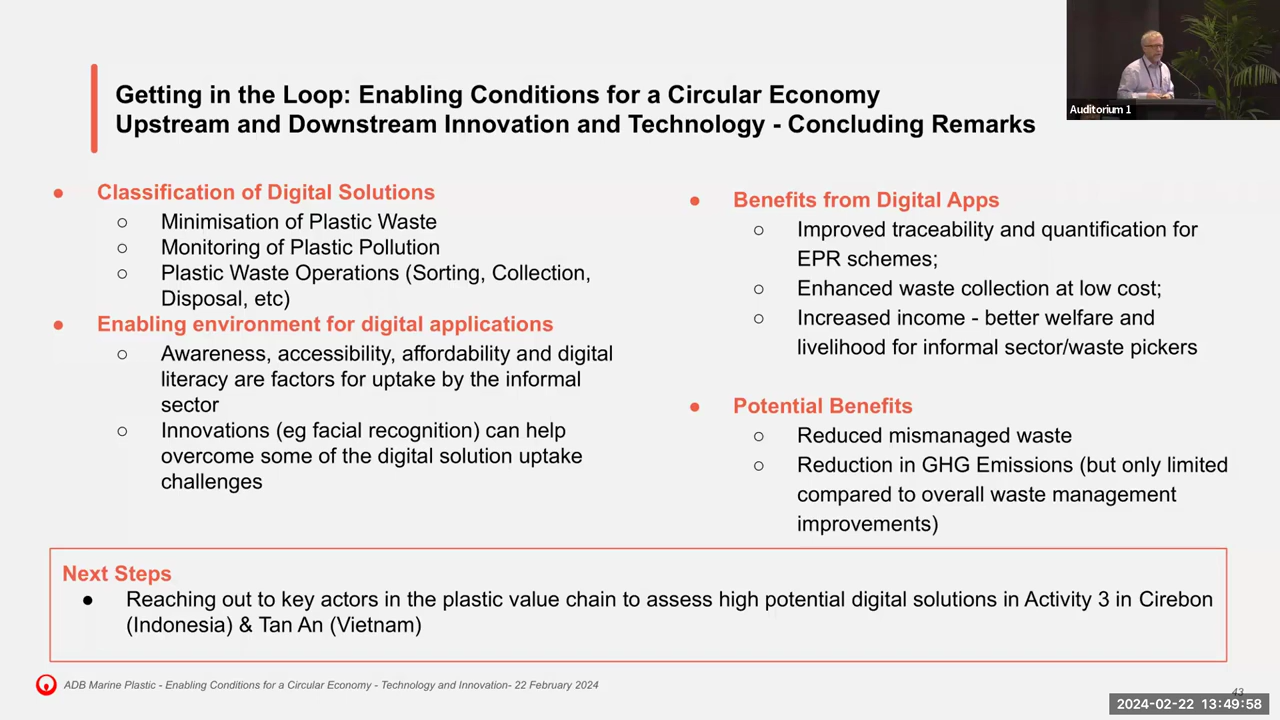 Getting in the Loop: Enabling Conditions for a Circular Economy
Upstream and Downstream Innovation and Technology - Concluding Remarks
Auditorium 1
● Classification of Digital Solutions
○ Minimisation of Plastic Waste
○ Monitoring of Plastic Pollution
○ Plastic Waste Operations (Sorting, Collection,
Disposal, etc)
● Enabling environment for digital applications
○ Awareness, accessibility, affordability and digital
literacy are factors for uptake by the informal
sector
○ Innovations (eg facial recognition) can help
overcome some of the digital solution uptake
challenges
● Benefits from Digital Apps
○ Improved traceability and quantification for
EPR schemes;
○ Enhanced waste collection at low cost;
○ Increased income - better welfare and
livelihood for informal sector/waste pickers
● Potential Benefits
○ Reduced mismanaged waste
○ Reduction in GHG Emissions (but only limited
compared to overall waste management
improvements)
Next Steps
● Reaching out to key actors in the plastic value chain to assess high potential digital solutions in Activity 3 in Cirebon
(Indonesia) & Tan An (Vietnam)
ADB Marine Plastic - Enabling Conditions for a Circular Economy - Technology and Innovation- 22 February 2024
43
2024-02-22 13:49:58